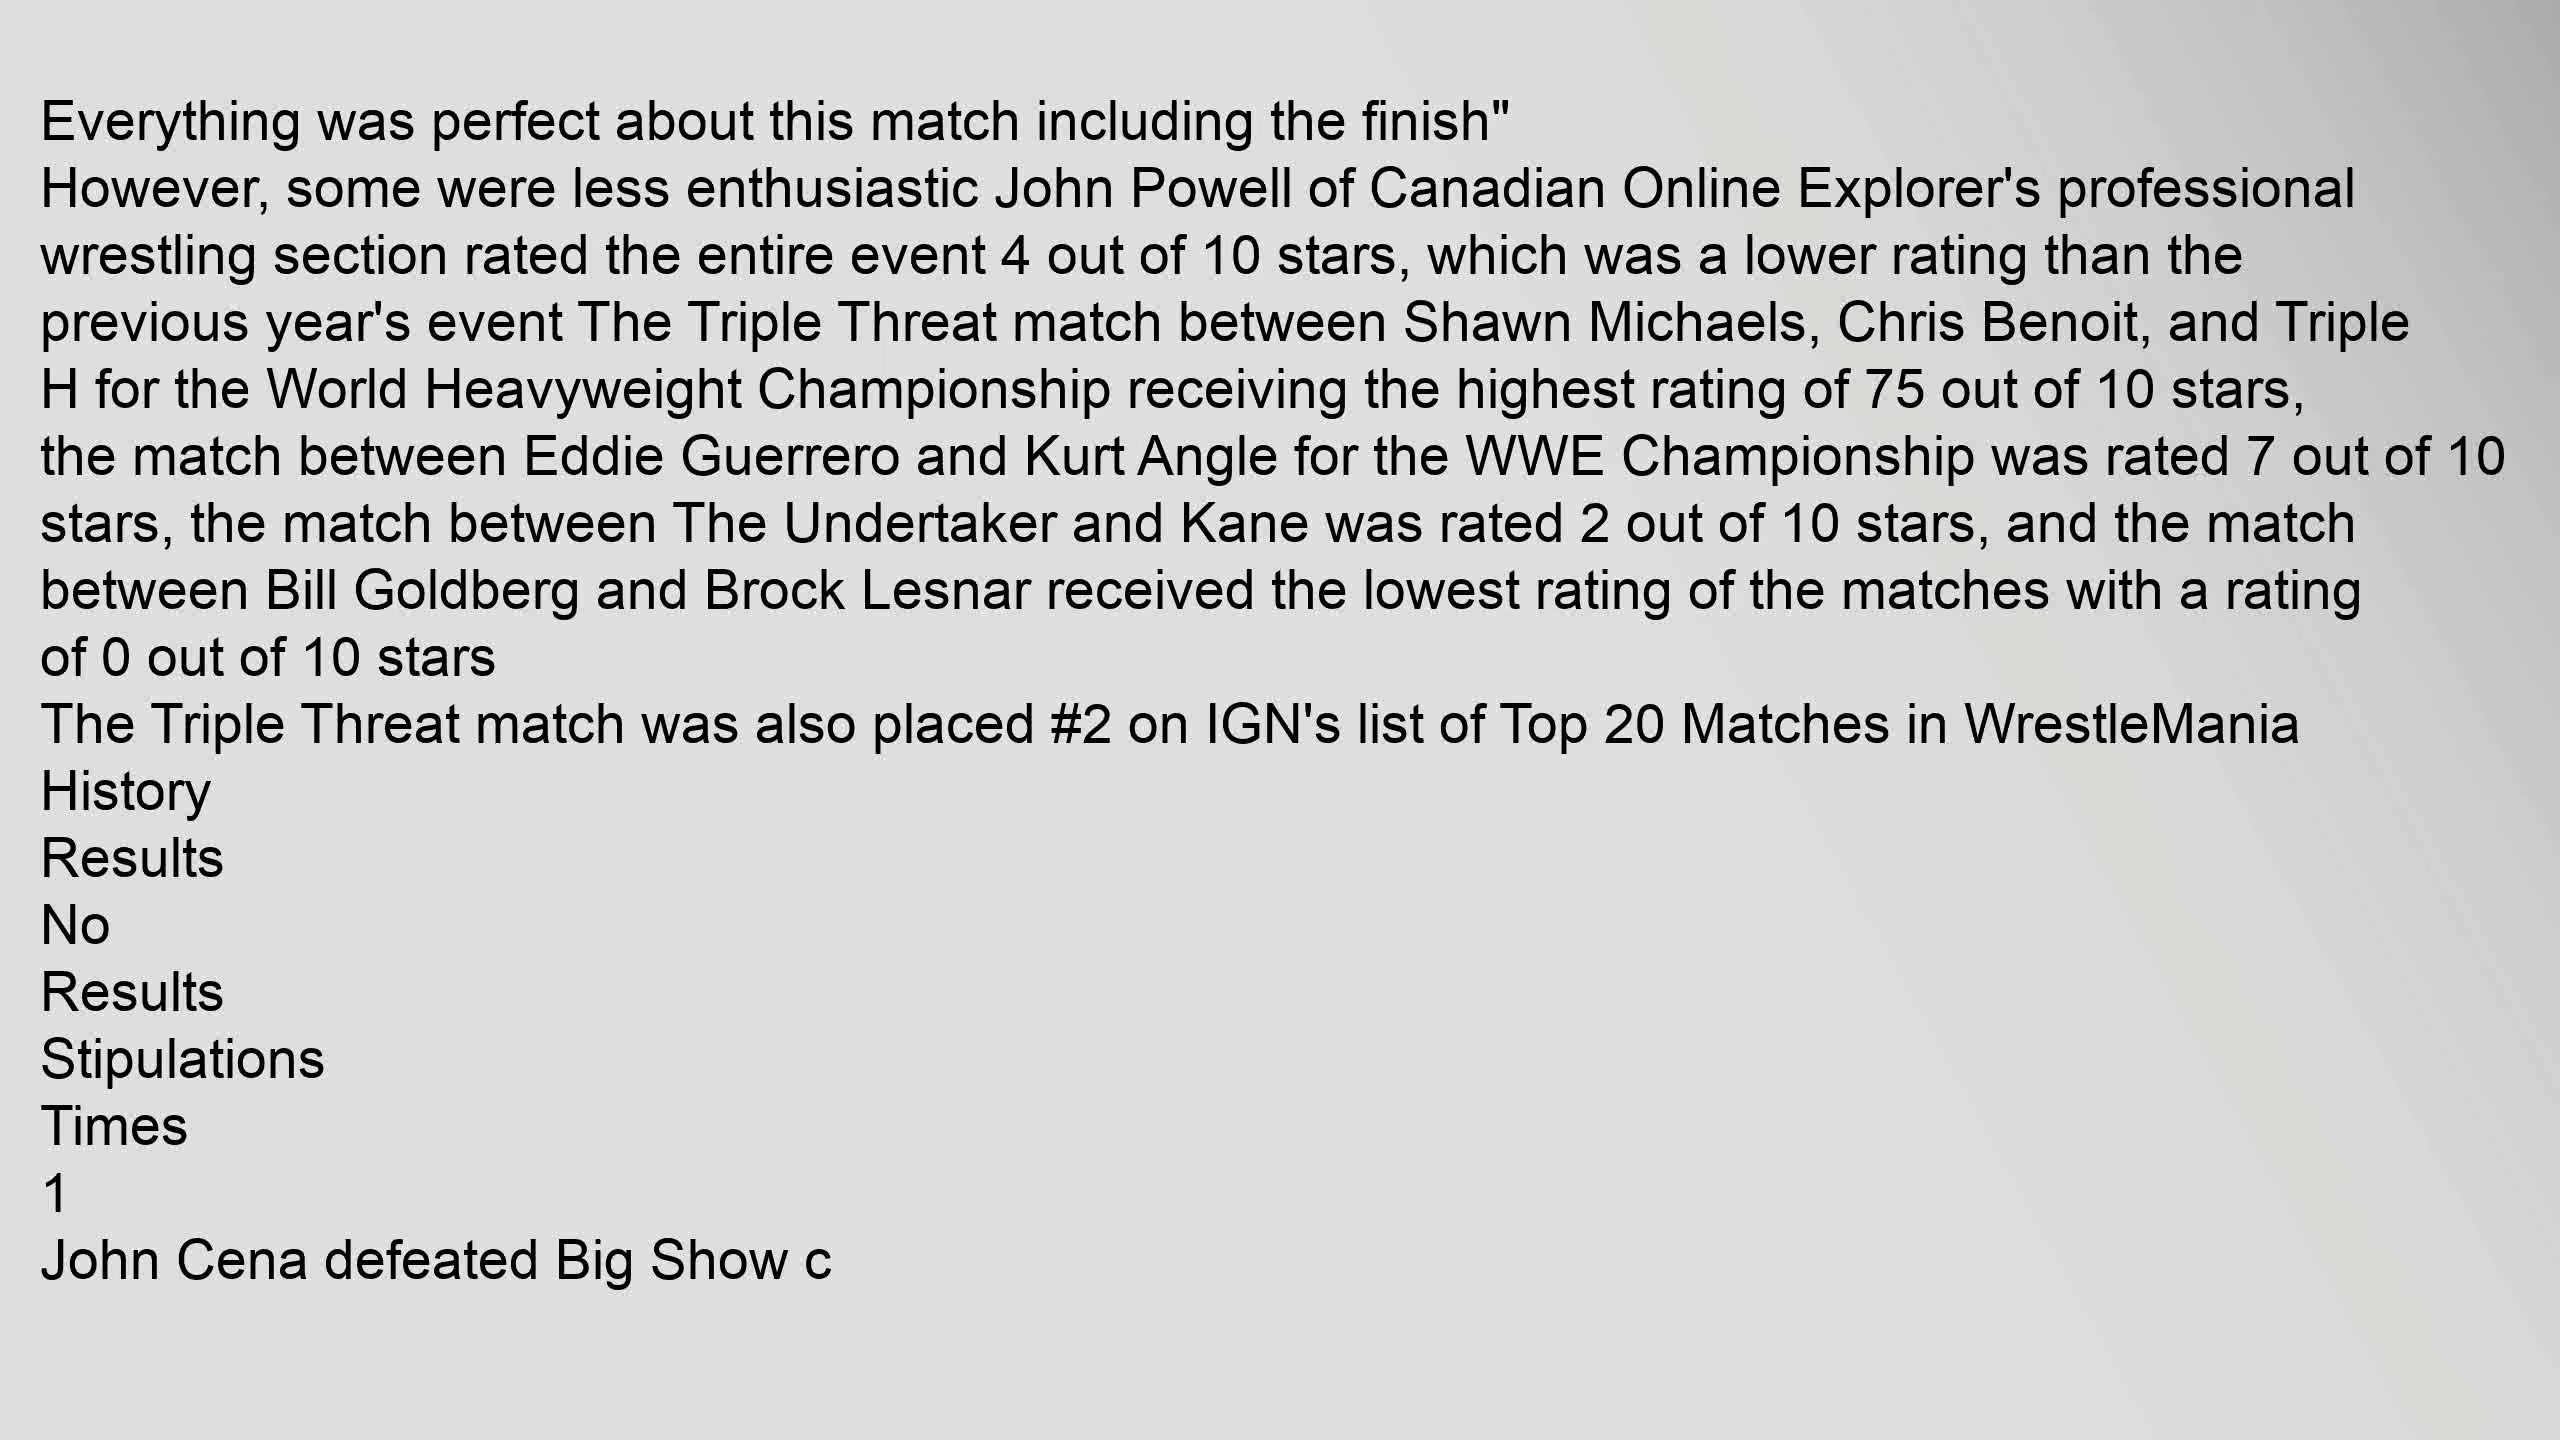 Everything was perfect about this match including the finish"
However, some were less enthusiastic John Powell of Canadian Online Explorer's professional
wrestling section rated the entire event 4 out of 10 stars, which was a lower rating than the
previous year's event The Triple Threat match between Shawn Michaels, Chris Benoit, and Triple
H for the World Heavyweight Championship receiving the highest rating of 75 out of 10 stars,
the match between Eddie Guerrero and Kurt Angle for the WWE Championship was rated 7 out of 10
stars, the match between The Undertaker and Kane was rated 2 out of 10 stars, and the match
between Bill Goldberg and Brock Lesnar received the lowest rating of the matches with a rating
of 0 out of 10 stars
The Triple Threat match was also placed #2 on IGN's list of Top 20 Matches in WrestleMania
History
Results
No
Results
Stipulations
Times
1
John Cena defeated Big Show c